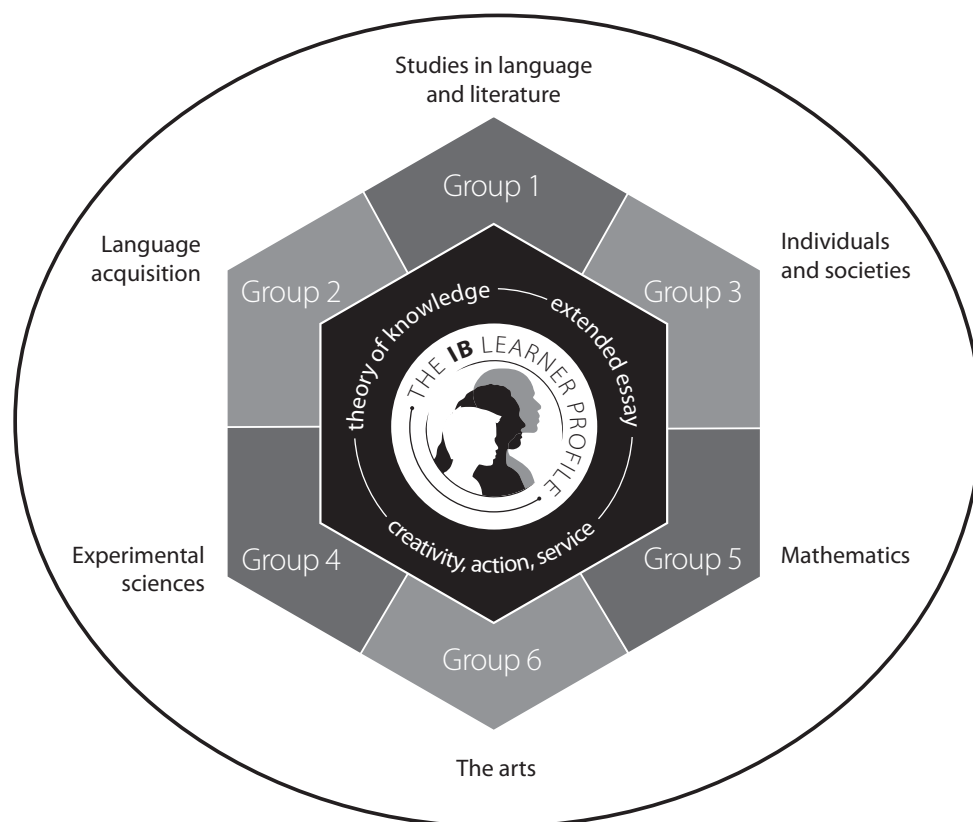 Studies in language
and literature
Group 1
Language
acquisition
Individuals
and societies
Group 2
Group 3
theory of knowledge
extended essay
THE IB LEARNER PROFILE
creativity, action, service
Experimental
sciences
Group 4
Group 5
Mathematics
Group 6
The arts